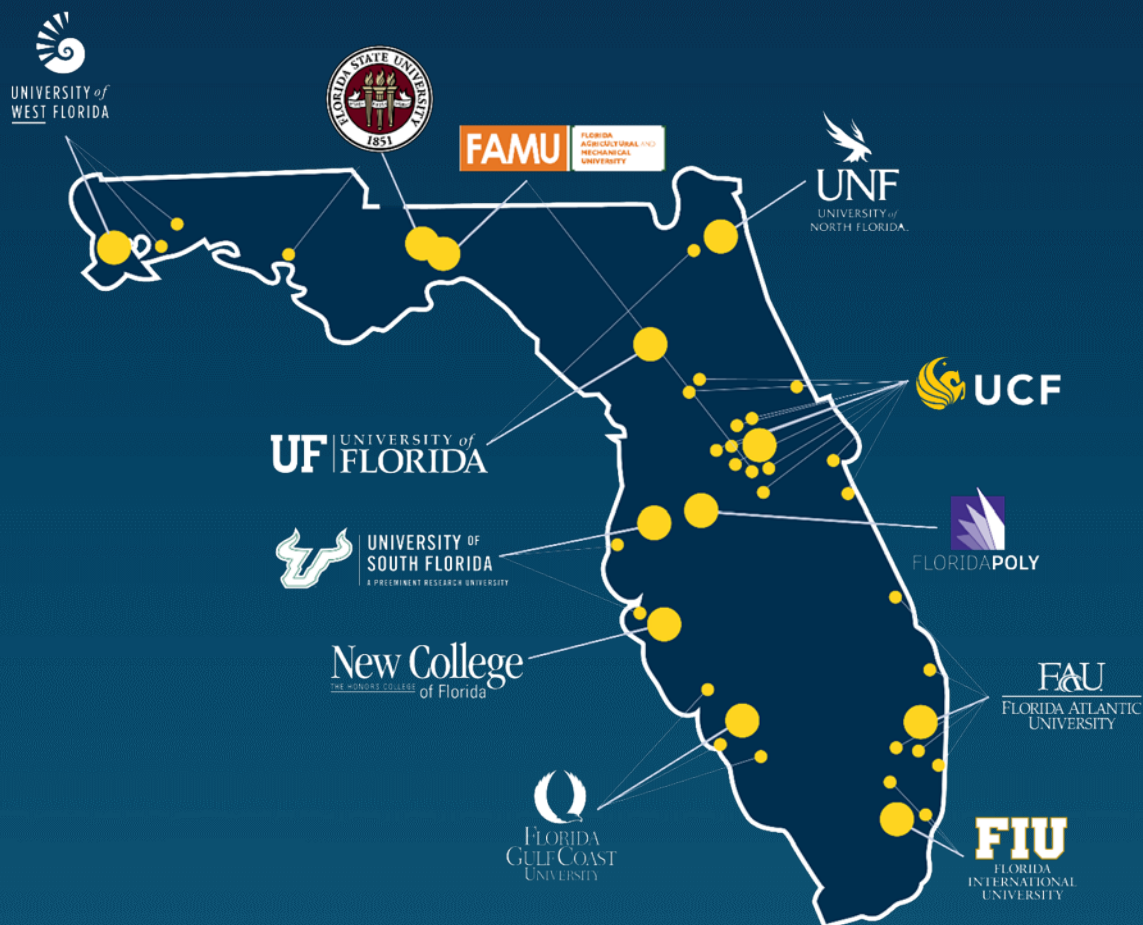 UNIVERSITY of
WEST FLORIDA
FLORIDA STATE UNIVERSITY
1851
FAMU
FLORIDA
AGRICULTURAL AND
MECHANICAL
UNIVERSITY
UNF
UNIVERSITY of
NORTH FLORIDA.
UCF
UF
UNIVERSITY of
FLORIDA
UNIVERSITY OF
SOUTH FLORIDA
A PREEMINENT RESEARCH UNIVERSITY
FLORIDAPOLY
New College
THE HONORS COLLEGE of Florida
FAU
FLORIDA ATLANTIC
UNIVERSITY
FLORIDA
GULF COAST
UNIVERSITY
FIU
FLORIDA
INTERNATIONAL
UNIVERSITY